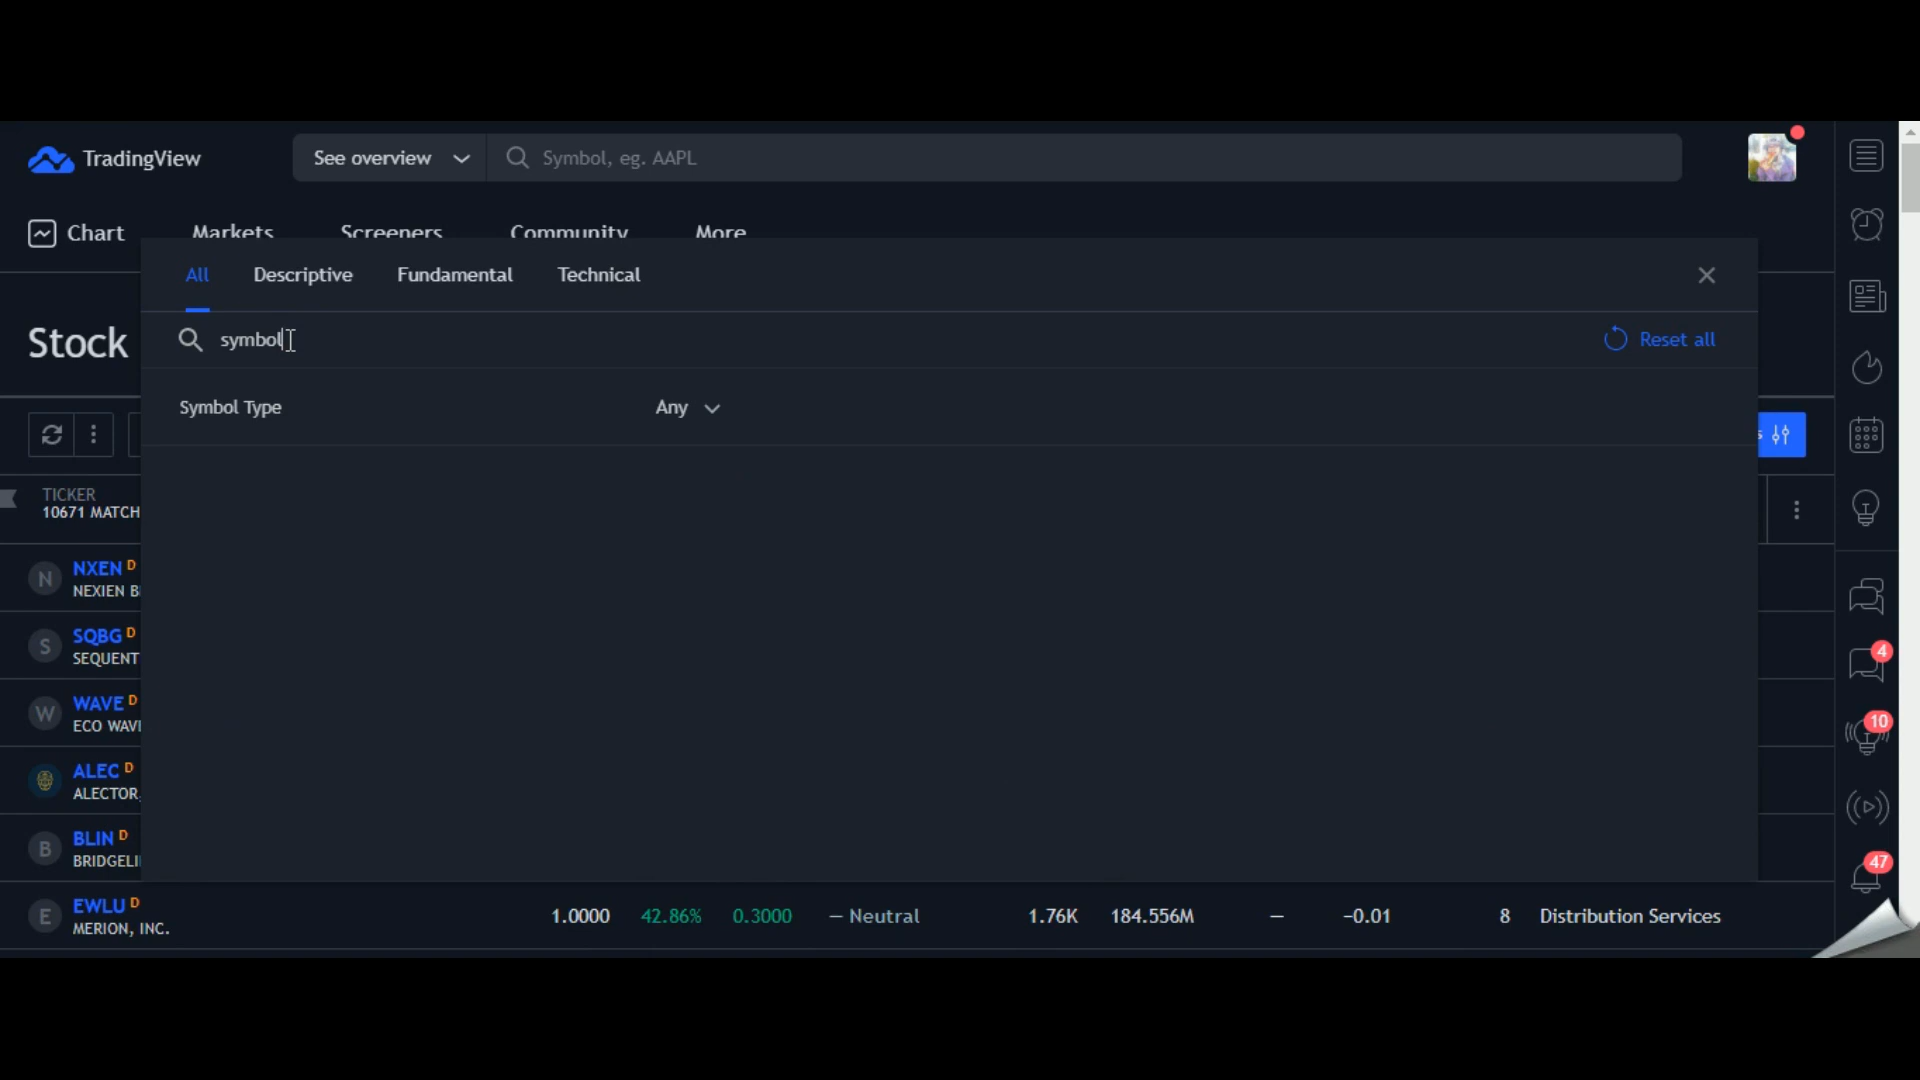 TradingView
See overview
Symbol, eg. AAPL
Chart Markets Screeners Community More
All Descriptive Fundamental Technical
Stock
symbol
Reset all
Symbol Type
Any
TICKER
10671 MATCH
N
NXEN D
NEXIEN B
S
SQBG D
SEQUENT
W
WAVE D
ECO WAV
ALEC D
ALECTOR,
B
BLIN D
BRIDGELI
E
EWLU D
MERION, INC.
1.0000 42.86% 0.3000 — Neutral 1.76K 184.556M — −0.01 8 Distribution Services
4
10
47